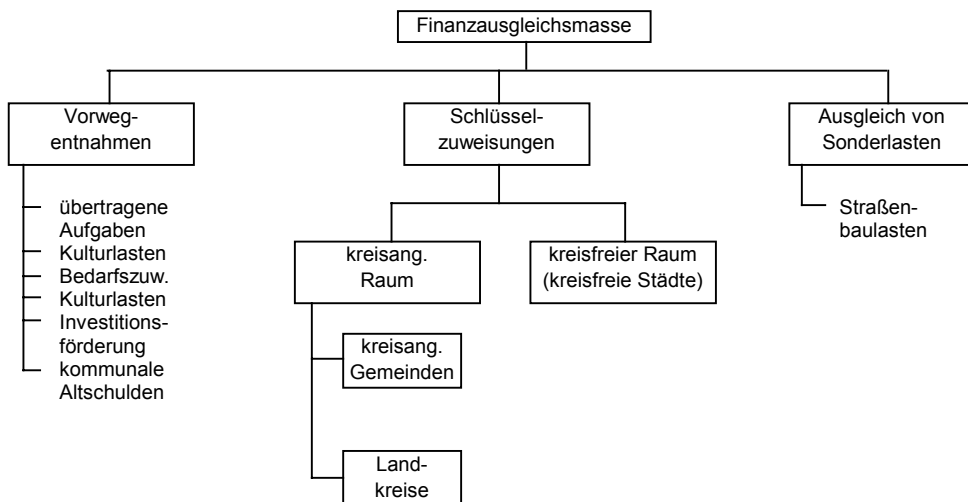 Finanzausgleichsmasse
Vorweg-
entnahmen
übertragene
Aufgaben
Kulturlasten
Bedarfszuw.
Kulturlasten
Investitions-
förderung
kommunale
Altschulden
Schlüssel-
zuweisungen
kreisang.
Raum
kreisang.
Gemeinden
Land-
kreise
kreisfreier Raum
(kreisfreie Städte)
Ausgleich von
Sonderlasten
Straßen-
baulasten